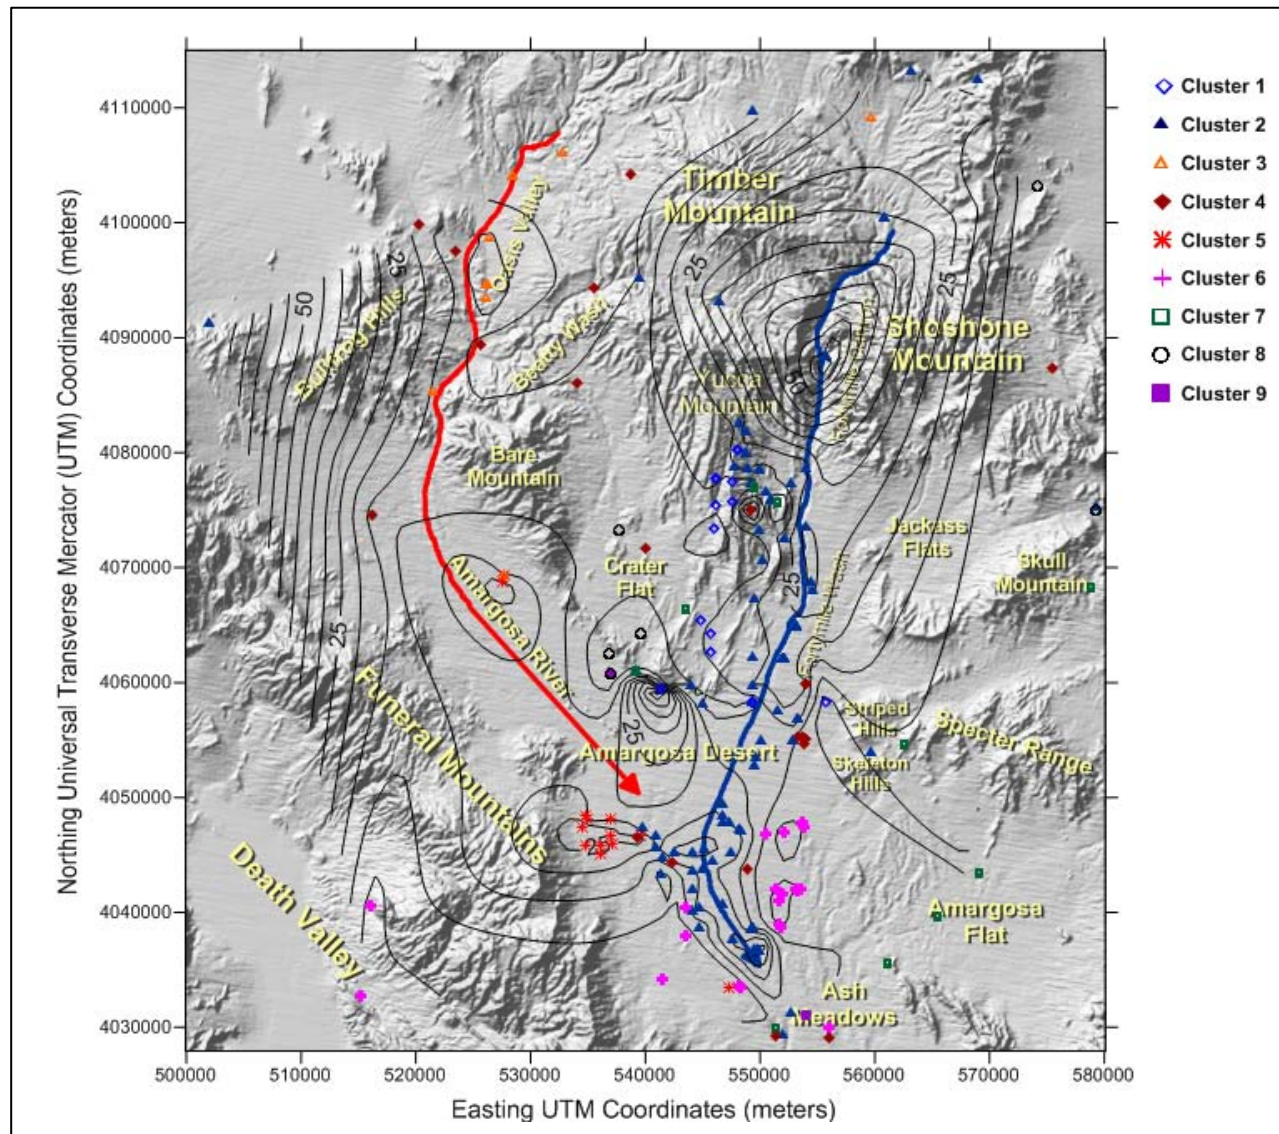 Northing Universal Transverse Mercator (UTM) Coordinates (meters)
4110000
4100000
4090000
4080000
4070000
4060000
4050000
4040000
4030000
500000
510000
520000
530000
540000
550000
560000
570000
580000
Easting UTM Coordinates (meters)
Cluster 1
Cluster 2
Cluster 3
Cluster 4
Cluster 5
Cluster 6
Cluster 7
Cluster 8
Cluster 9
Timber
Mountain
Oasis Valley
25
25
25
50
Bullfrog Hills
Beatty Wash
Shoshone
Mountain
Yucca
Mountain
50
Bare
Mountain
Jackass
Flats
Skull
Mountain
Crater
Flat
25
Fortymile Wash
Amargosa River
25
Funeral Mountains
Striped
Hills
Specter Range
25
Amargosa Desert
Skeleton
Hills
25
Death Valley
Amargosa
Flat
Ash
Meadows